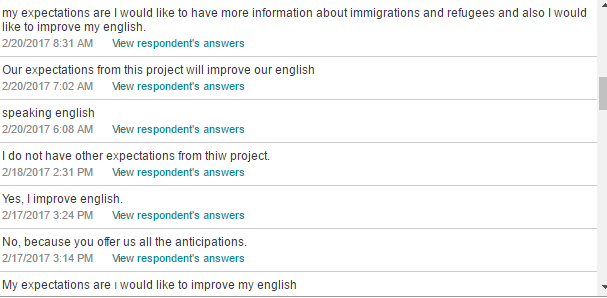 my expectations are I would like to have more information about immigrations and refugees and also I would
like to improve my english.
2/20/2017 8:31 AM View respondent's answers
Our expectations from this project will improve our english
2/20/2017 7:02 AM View respondent's answers
speaking english
2/20/2017 6:08 AM View respondent's answers
I do not have other expectations from thiw project.
2/18/2017 2:31 PM View respondent's answers
Yes, I improve english.
2/17/2017 3:24 PM View respondent's answers
No, because you offer us all the anticipations.
2/17/2017 3:14 PM View respondent's answers
My expectations are ı would like to improve my english